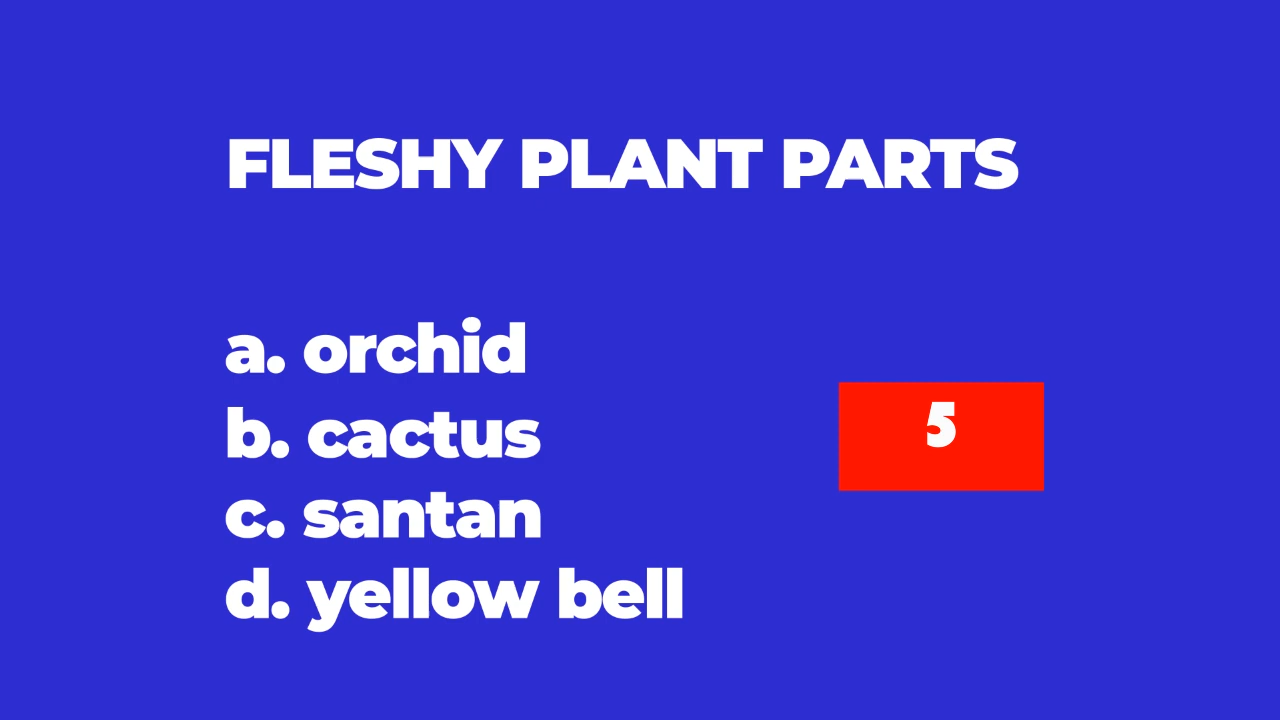 FLESHY PLANT PARTS
a. orchid
b. cactus
5
c. santan
d. yellow bell